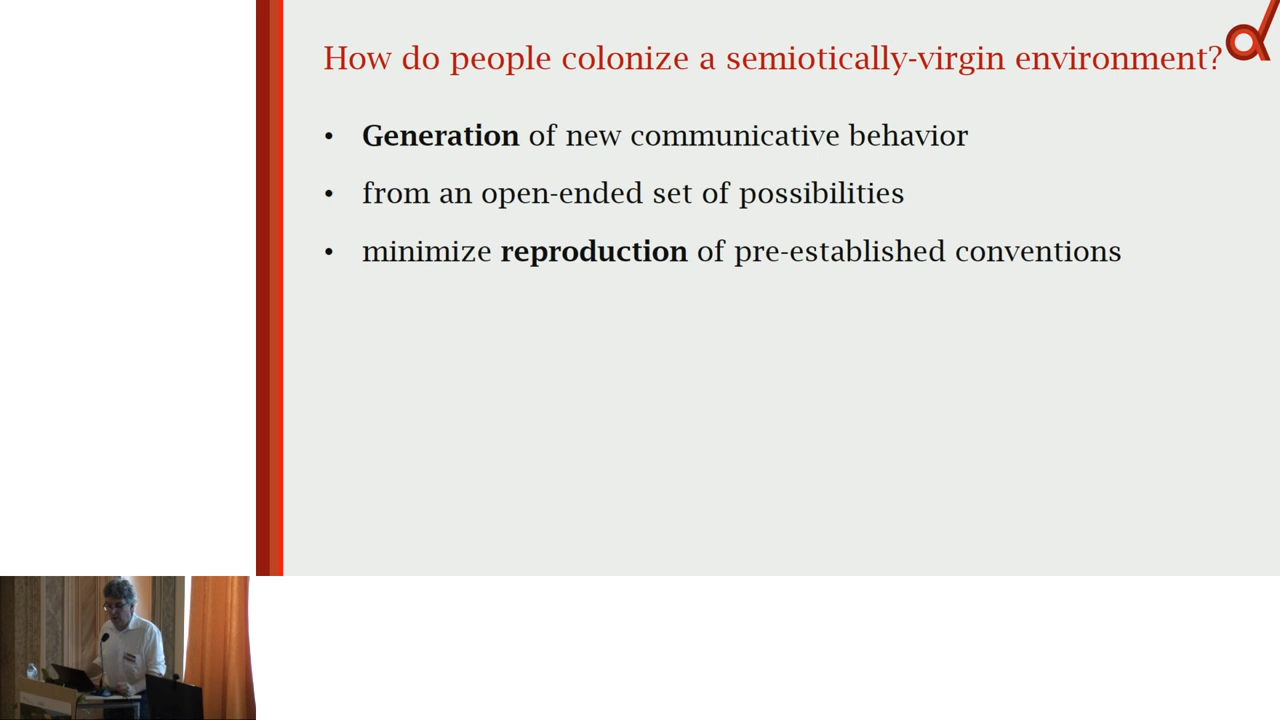 How do people colonize a semiotically-virgin environment?
• Generation of new communicative behavior
• from an open-ended set of possibilities
• minimize reproduction of pre-established conventions